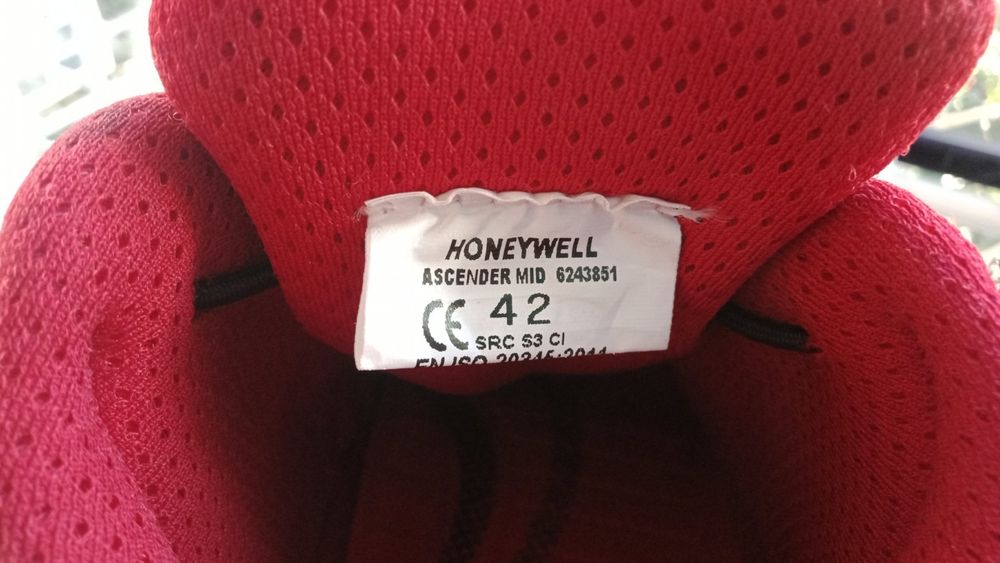 HONEYWELL
ASCENDER MID 6243851
CE 42
SRC S3 CI
EN ISO 20345:2011